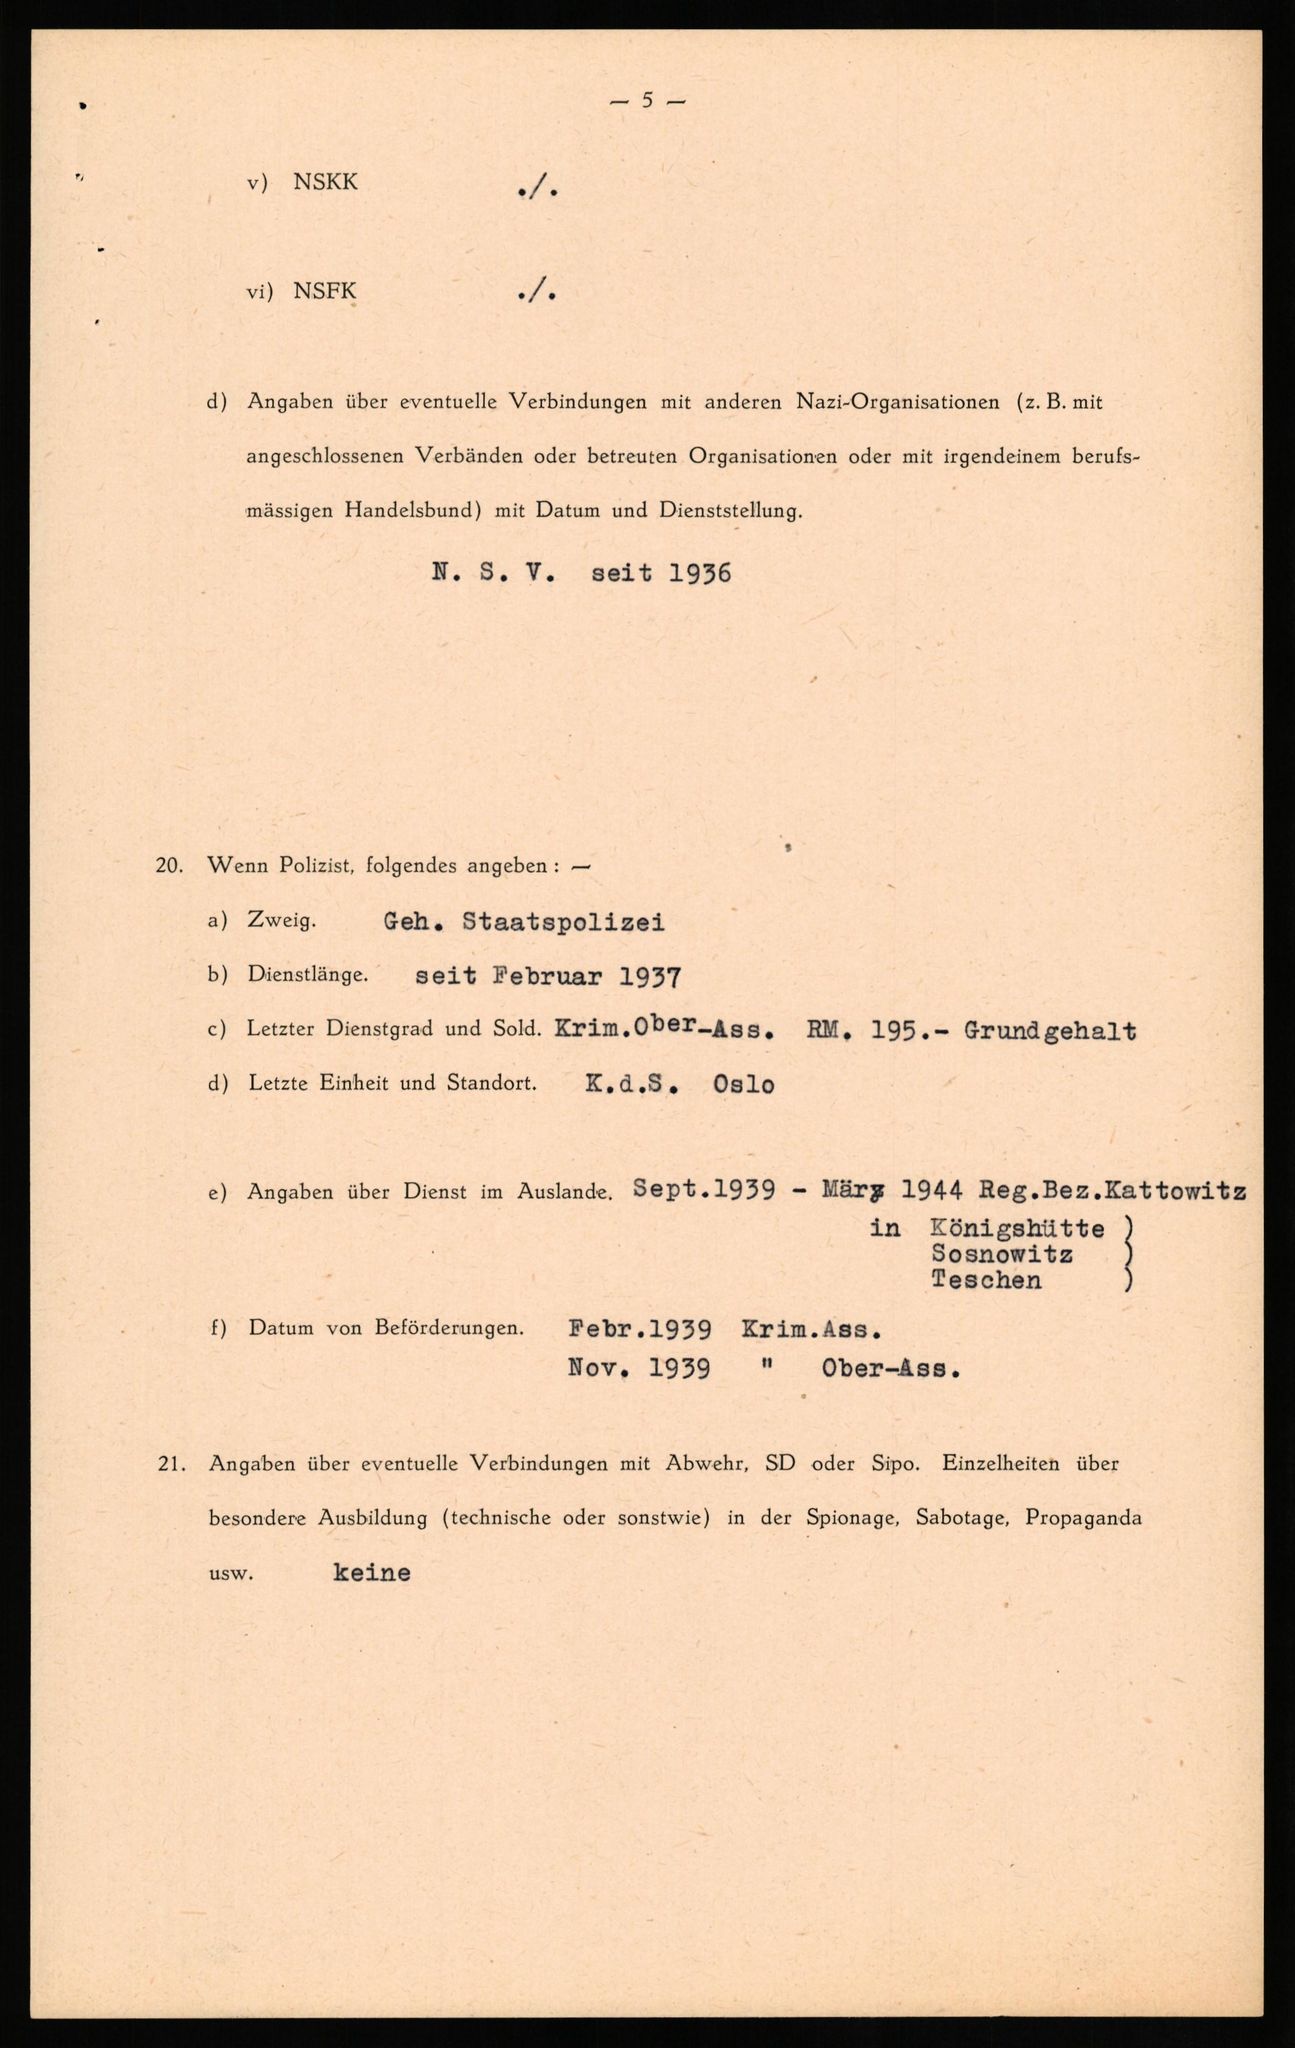 — 5 —
v) NSKK ./.
vi) NSFK ./.
d) Angaben über eventuelle Verbindungen mit anderen Nazi-Organisationen (z. B. mit
angeschlossenen Verbänden oder betreuten Organisationen oder mit irgendeinem berufs-
mässigen Handelsbund) mit Datum und Dienststellung.
N. S. V. seit 1936
20. Wenn Polizist, folgendes angeben : —
a) Zweig. Geh. Staatspolizei
b) Dienstlänge. seit Februar 1937
c) Letzter Dienstgrad und Sold. Krim.Ober-Ass. RM. 195.- Grundgehalt
d) Letzte Einheit und Standort. K.d.S. Oslo
e) Angaben über Dienst im Auslande. Sept.1939 - März 1944 Reg.Bez.Kattowitz
in Königshütte )
Sosnowitz )
Teschen )
f) Datum von Beförderungen. Febr.1939 Krim.Ass.
Nov. 1939 " Ober-Ass.
21. Angaben über eventuelle Verbindungen mit Abwehr, SD oder Sipo. Einzelheiten über
besondere Ausbildung (technische oder sonstwie) in der Spionage, Sabotage, Propaganda
usw. keine